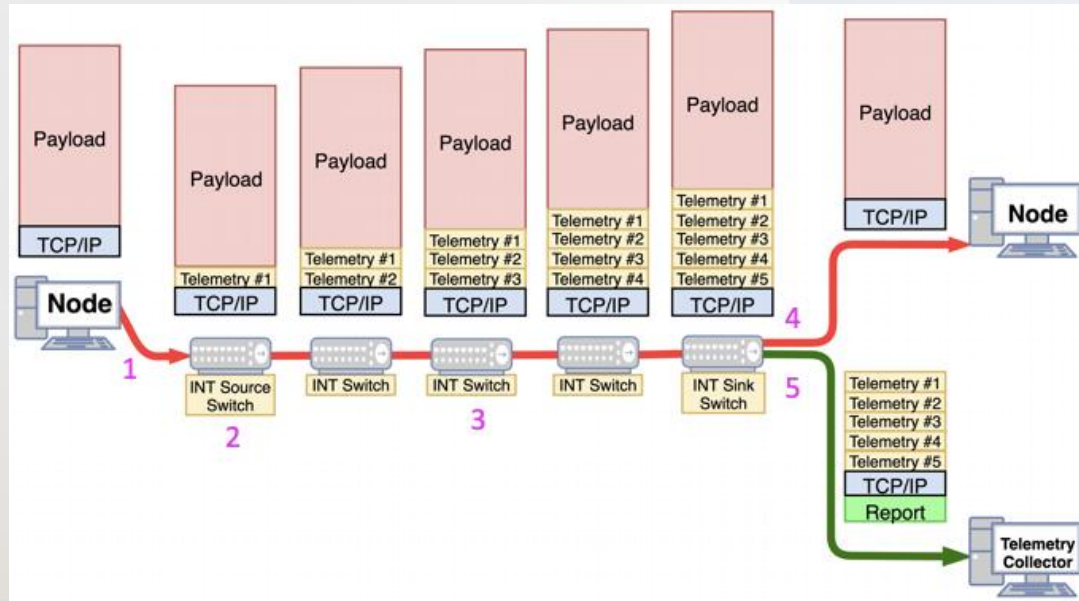 Payload
TCP/IP
Node
1
Payload
Telemetry #1
TCP/IP
INT Source
Switch
2
Payload
Telemetry #1
Telemetry #2
TCP/IP
INT Switch
Payload
Telemetry #1
Telemetry #2
Telemetry #3
TCP/IP
INT Switch
3
Payload
Telemetry #1
Telemetry #2
Telemetry #3
Telemetry #4
TCP/IP
INT Switch
Payload
Telemetry #1
Telemetry #2
Telemetry #3
Telemetry #4
Telemetry #5
TCP/IP
INT Sink
Switch
4
5
Payload
TCP/IP
Node
Telemetry #1
Telemetry #2
Telemetry #3
Telemetry #4
Telemetry #5
TCP/IP
Report
Telemetry
Collector